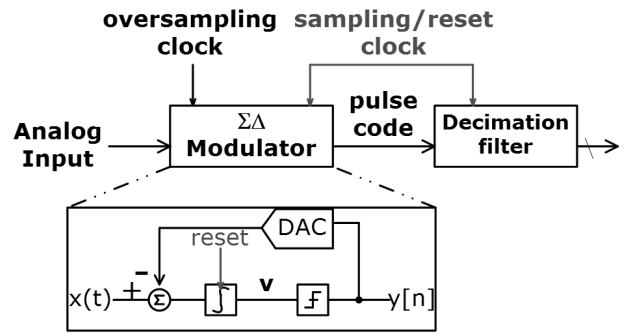 oversampling clock
sampling/reset clock
Analog Input
ΣΔ Modulator
pulse code
Decimation filter
DAC
reset
x(t)
+
−
Σ
∫
v
y[n]